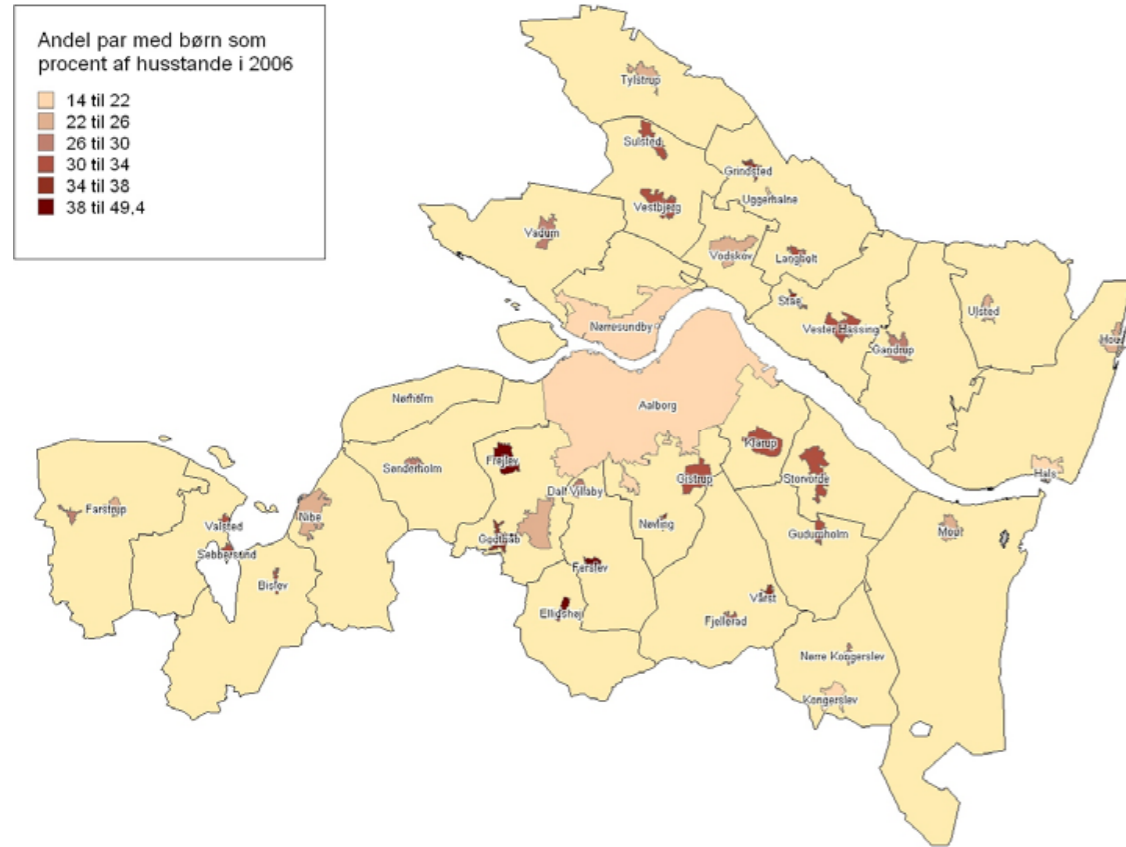 Andel par med børn som
procent af husstande i 2006
14 til 22
22 til 26
26 til 30
30 til 34
34 til 38
38 til 49,4
Tylstrup
Sulsted
Grindsted
Uggerhalne
Vestbjerg
Vadum
Vodskov
Langholt
Stae
Ulsted
Nørresundby
Vester Hassing
Gandrup
Hou
Nørholm
Aalborg
Klarup
Frejlev
Sønderholm
Hals
Gistrup
Storvorde
Dall Villaby
Farstrup
Nibe
Valsted
Nøvling
Mou
Godthåb
Gudumholm
Sebbersund
Ferslev
Bislev
Vårst
Ellidshøj
Fjellerad
Nørre Kongerslev
Kongerslev